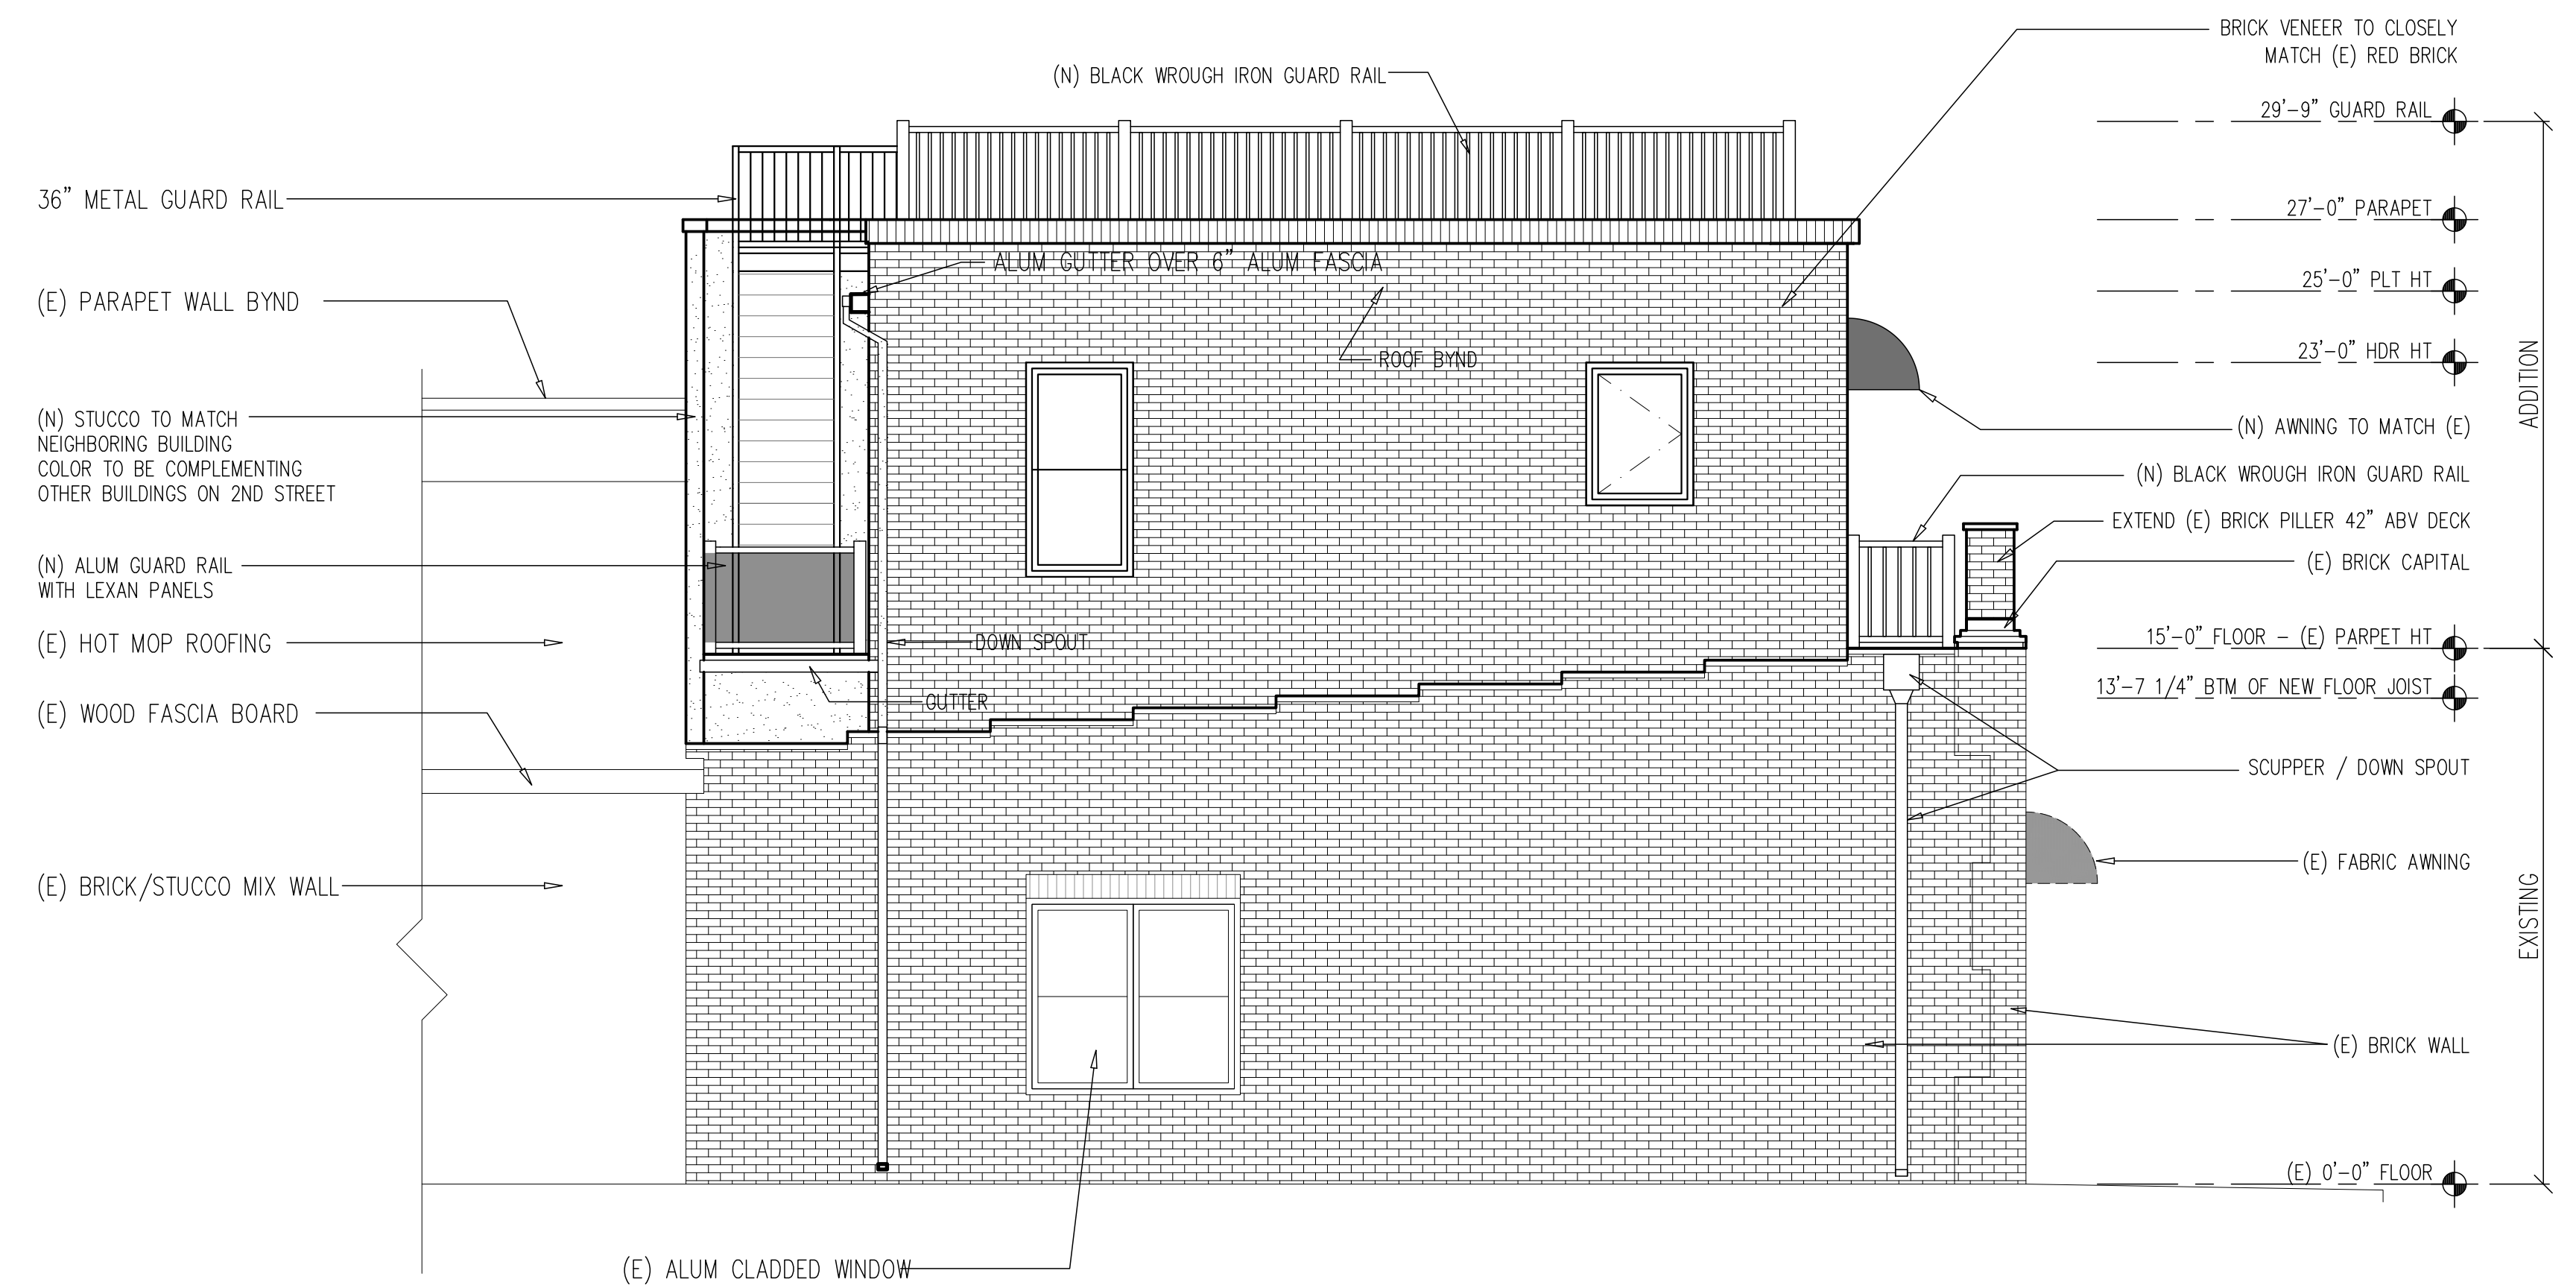 BRICK VENEER TO CLOSELY
MATCH (E) RED BRICK
(N) BLACK WROUGH IRON GUARD RAIL
29'-9" GUARD RAIL
36" METAL GUARD RAIL
27'-0" PARAPET
ALUM GUTTER OVER 6" ALUM FASCIA
25'-0" PLT HT
(E) PARAPET WALL BYND
ROOF BYND
23'-0" HDR HT
ADDITION
(N) STUCCO TO MATCH
NEIGHBORING BUILDING
COLOR TO BE COMPLEMENTING
OTHER BUILDINGS ON 2ND STREET
(N) AWNING TO MATCH (E)
(N) BLACK WROUGH IRON GUARD RAIL
EXTEND (E) BRICK PILLER 42" ABV DECK
(N) ALUM GUARD RAIL
WITH LEXAN PANELS
(E) BRICK CAPITAL
(E) HOT MOP ROOFING
DOWN SPOUT
15'-0" FLOOR - (E) PARPET HT
13'-7 1/4" BTM OF NEW FLOOR JOIST
GUTTER
(E) WOOD FASCIA BOARD
SCUPPER / DOWN SPOUT
(E) FABRIC AWNING
(E) BRICK/STUCCO MIX WALL
EXISTING
(E) BRICK WALL
(E) 0'-0" FLOOR
(E) ALUM CLADDED WINDOW